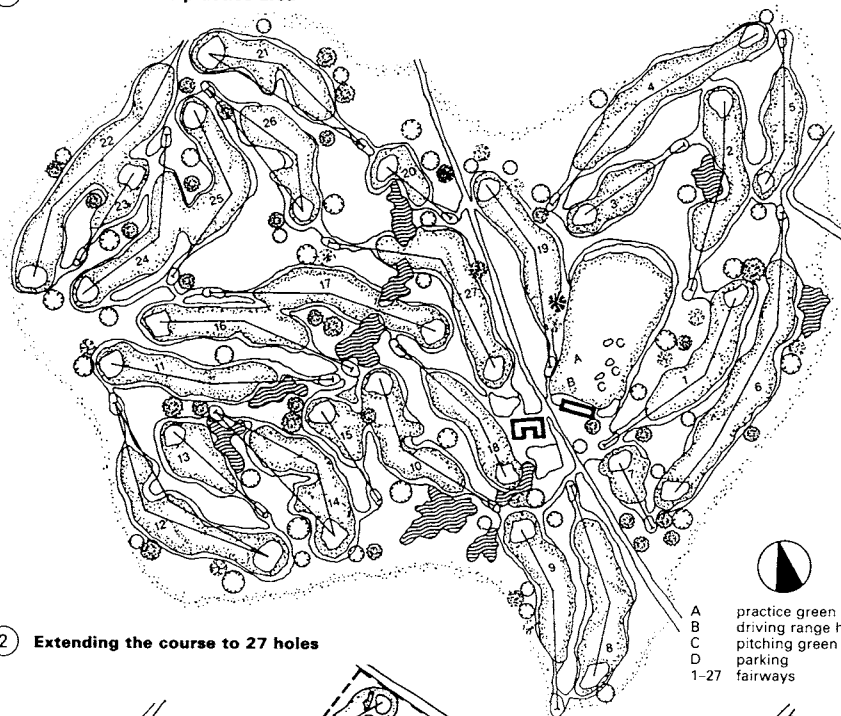 21
4
22
26
5
2
20
3
23
25
19
24
27
17
16
A
C
C
B
7
6
11
15
18
13
10
14
12
9
8
A practice green
B driving range h
C pitching green
D parking
1–27 fairways
2 Extending the course to 27 holes